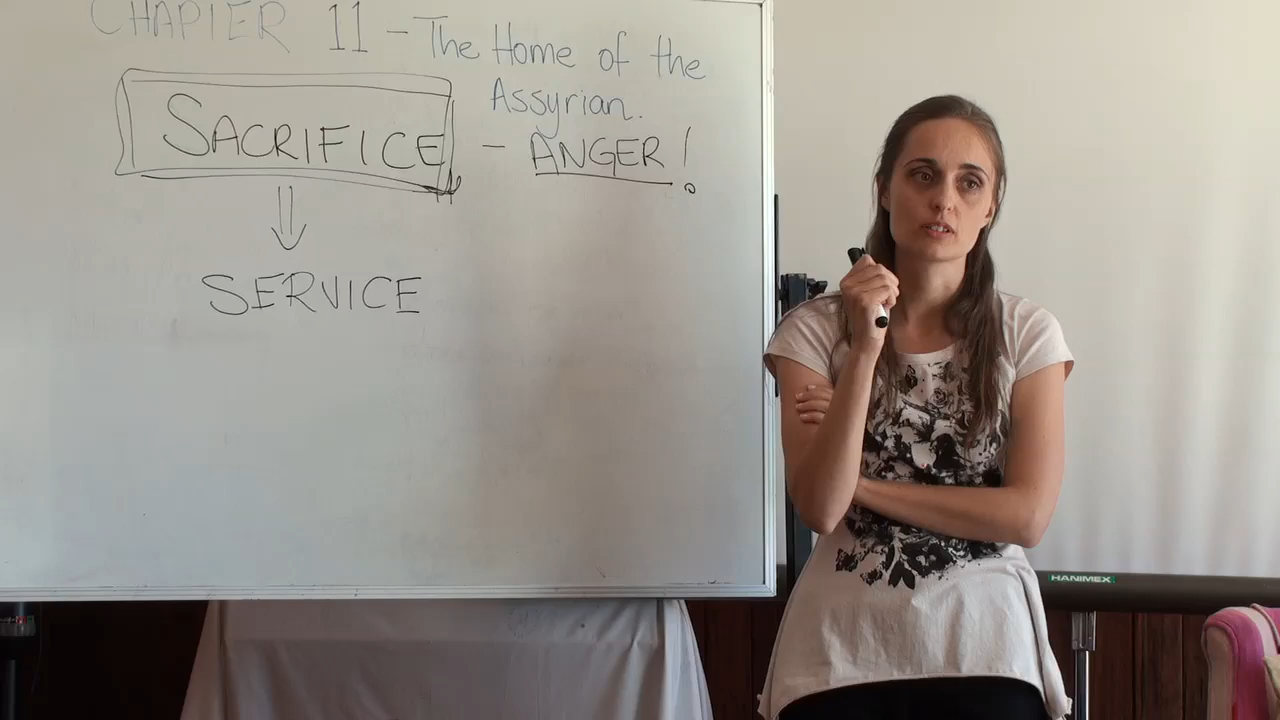 CHAPTER 11 - The Home of the
Assyrian.
SACRIFICE - ANGER!
SERVICE
HANIMEX